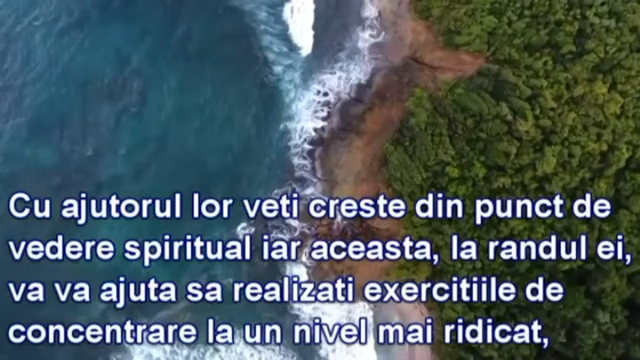 Cu ajutorul lor veti creste din punct de
vedere spiritual iar aceasta, la randul ei,
va va ajuta sa realizati exercitiile de
concentrare la un nivel mai ridicat,